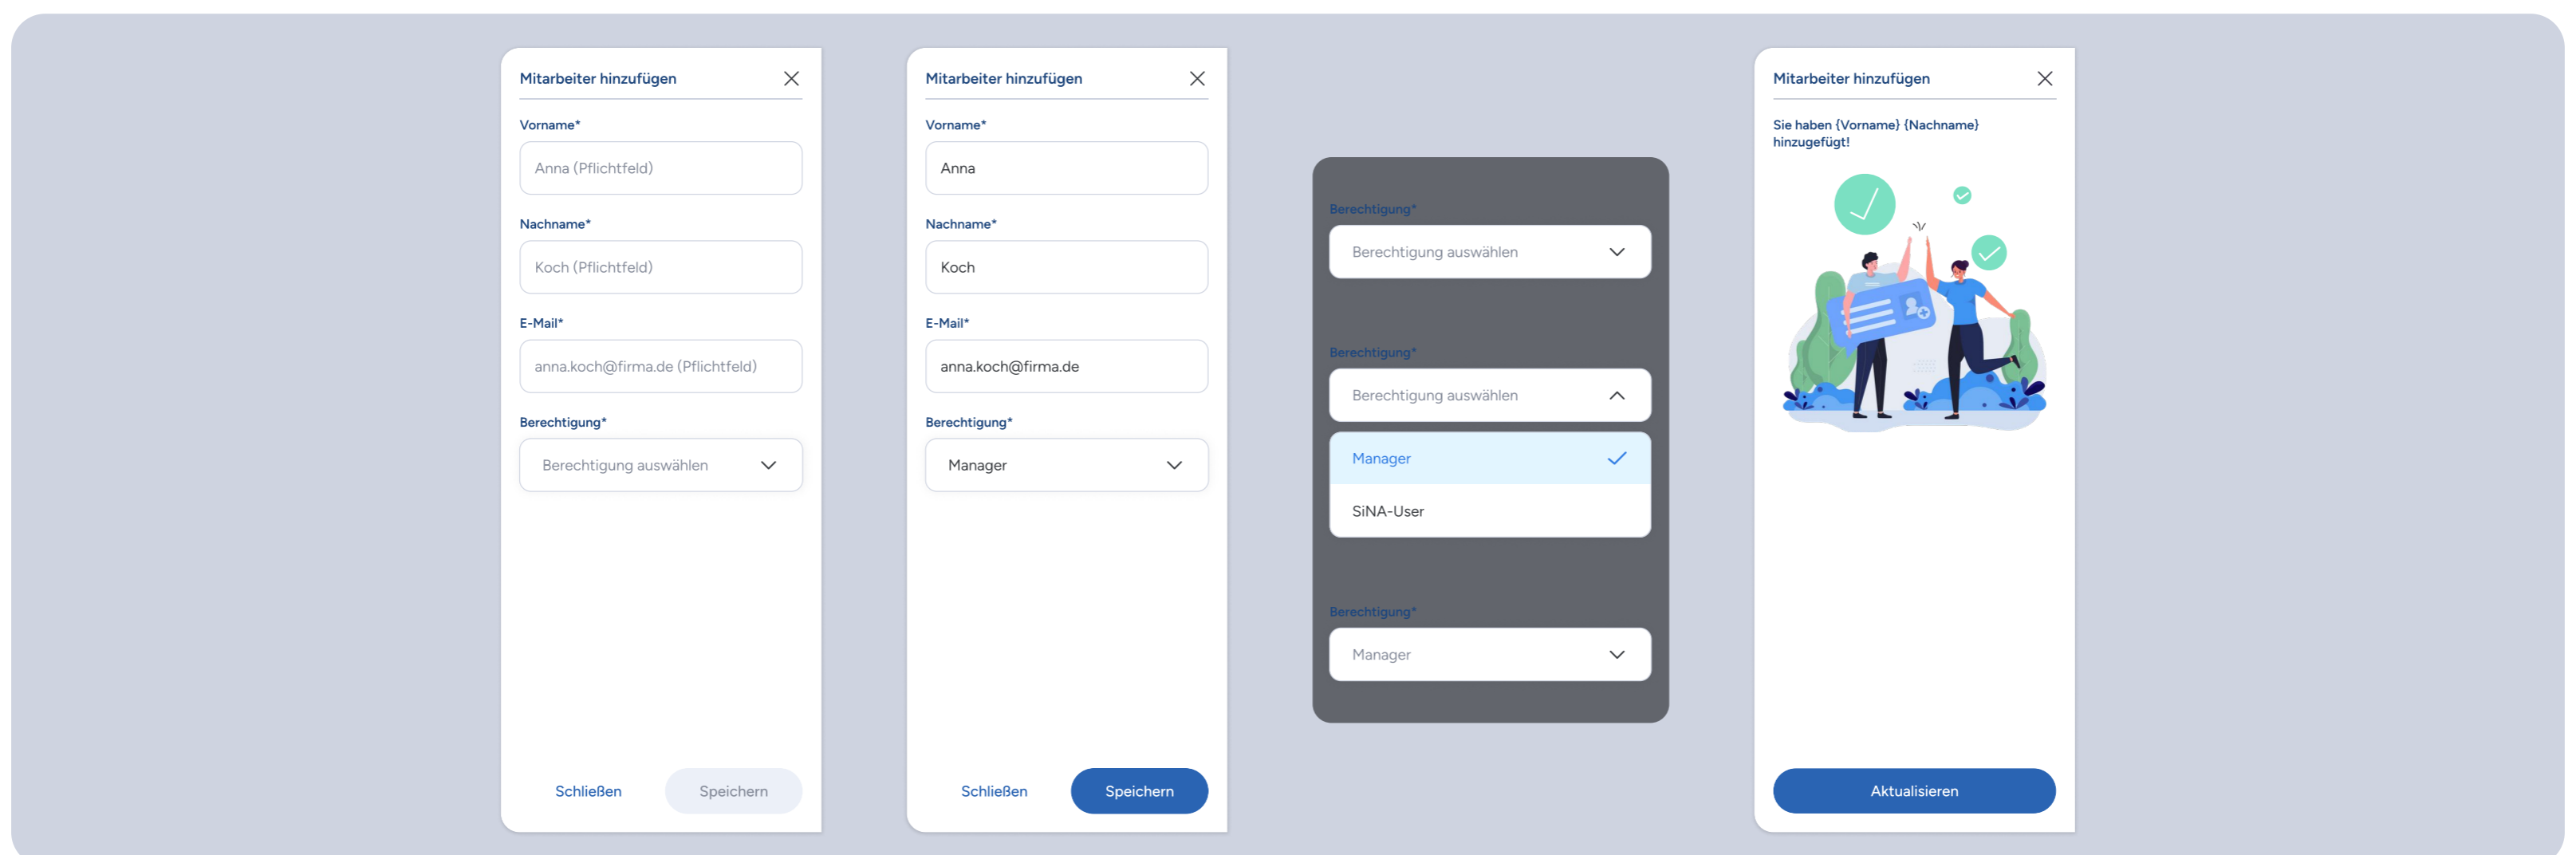 Mitarbeiter hinzufügen
Vorname*
Anna (Pflichtfeld)
Nachname*
Koch (Pflichtfeld)
E-Mail*
anna.koch@firma.de (Pflichtfeld)
Berechtigung*
Berechtigung auswählen
Schließen
Speichern
Mitarbeiter hinzufügen
Vorname*
Anna
Nachname*
Koch
E-Mail*
anna.koch@firma.de
Berechtigung*
Manager
Schließen
Speichern
Berechtigung*
Berechtigung auswählen
Berechtigung*
Berechtigung auswählen
Manager
SiNA-User
Berechtigung*
Manager
Mitarbeiter hinzufügen
Sie haben {Vorname} {Nachname}
hinzugefügt!
Aktualisieren